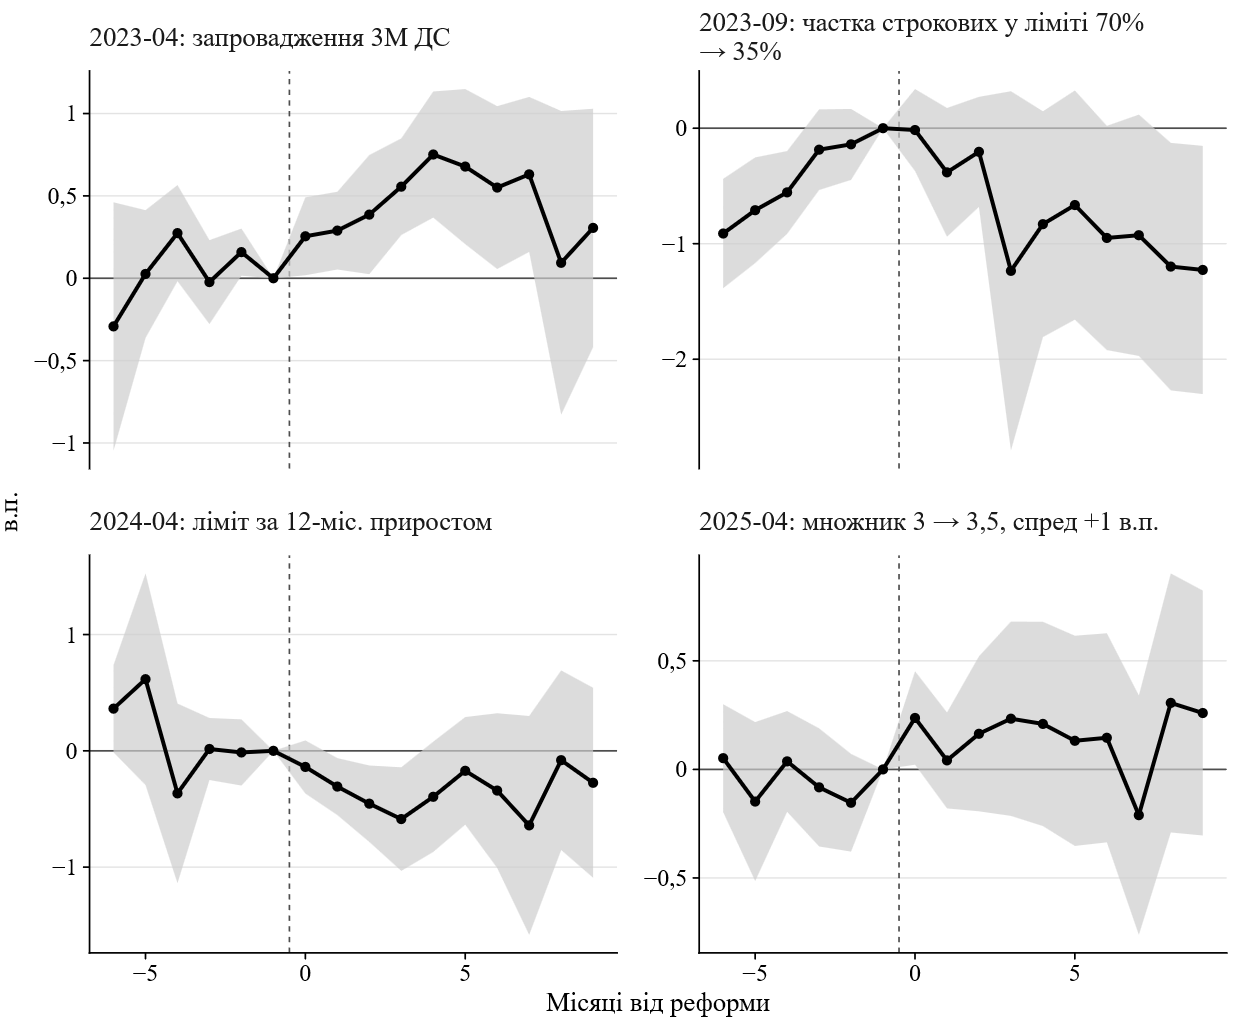 2023-04: запровадження 3М ДС
1
0,5
0
−0,5
−1
2023-09: частка строкових у ліміті 70%
→ 35%
0
−1
−2
в.п.
2024-04: ліміт за 12-міс. приростом
1
0
−1
−5 0 5
2025-04: множник 3 → 3,5, спред +1 в.п.
0,5
0
−0,5
−5 0 5
Місяці від реформи